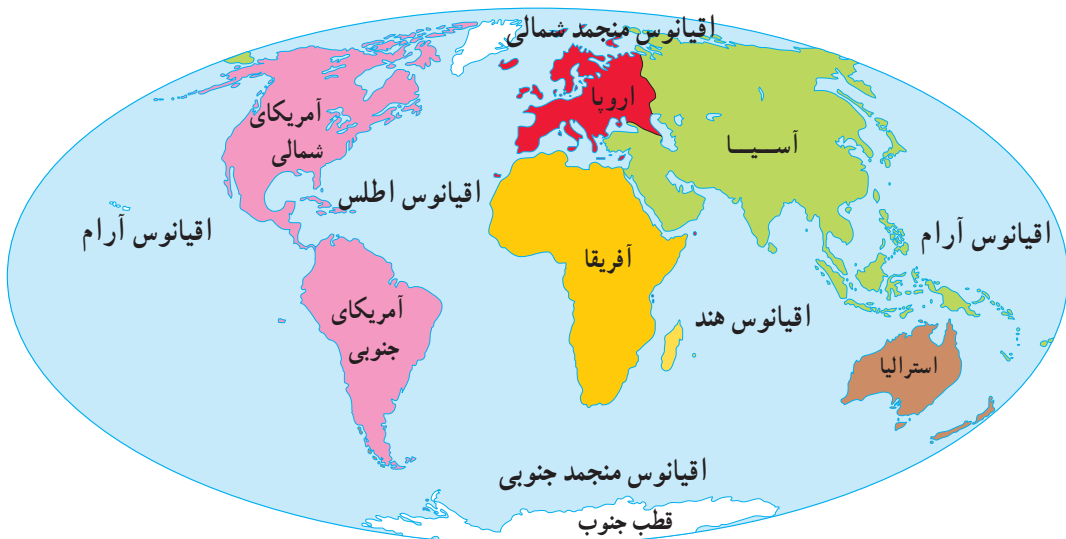 اقیانوس منجمد شمالی
اروپا
آمریکای
شمالی
آســیــا
اقیانوس اطلس
اقیانوس آرام
اقیانوس آرام
آفریقا
اقیانوس هند
آمریکای
جنوبی
استرالیا
اقیانوس منجمد جنوبی
قطب جنوب